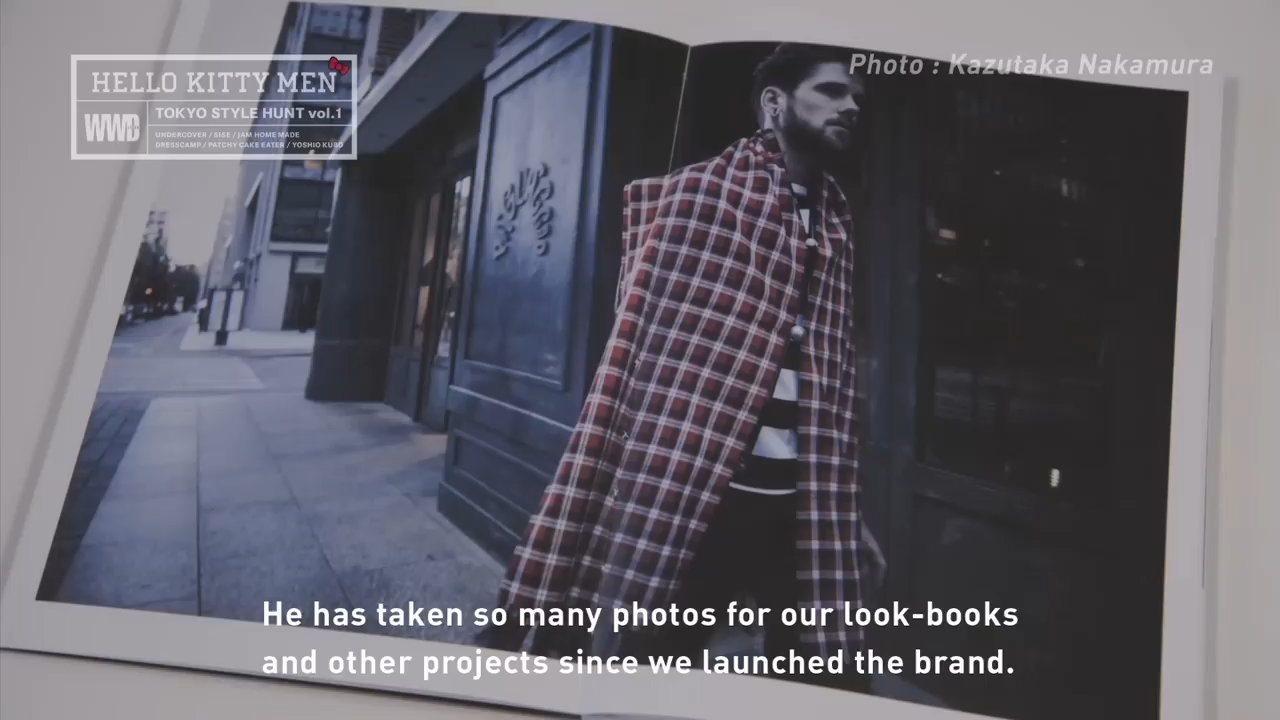 HELLO KITTY MEN
WWD
TOKYO STYLE HUNT vol.1
UNDERCOVER / SISE / JAM HOME MADE
DRESSCAMP / PATCHY CAKE EATER / YOSHIO KUBO
Photo : Kazutaka Nakamura
He has taken so many photos for our look-books
and other projects since we launched the brand.